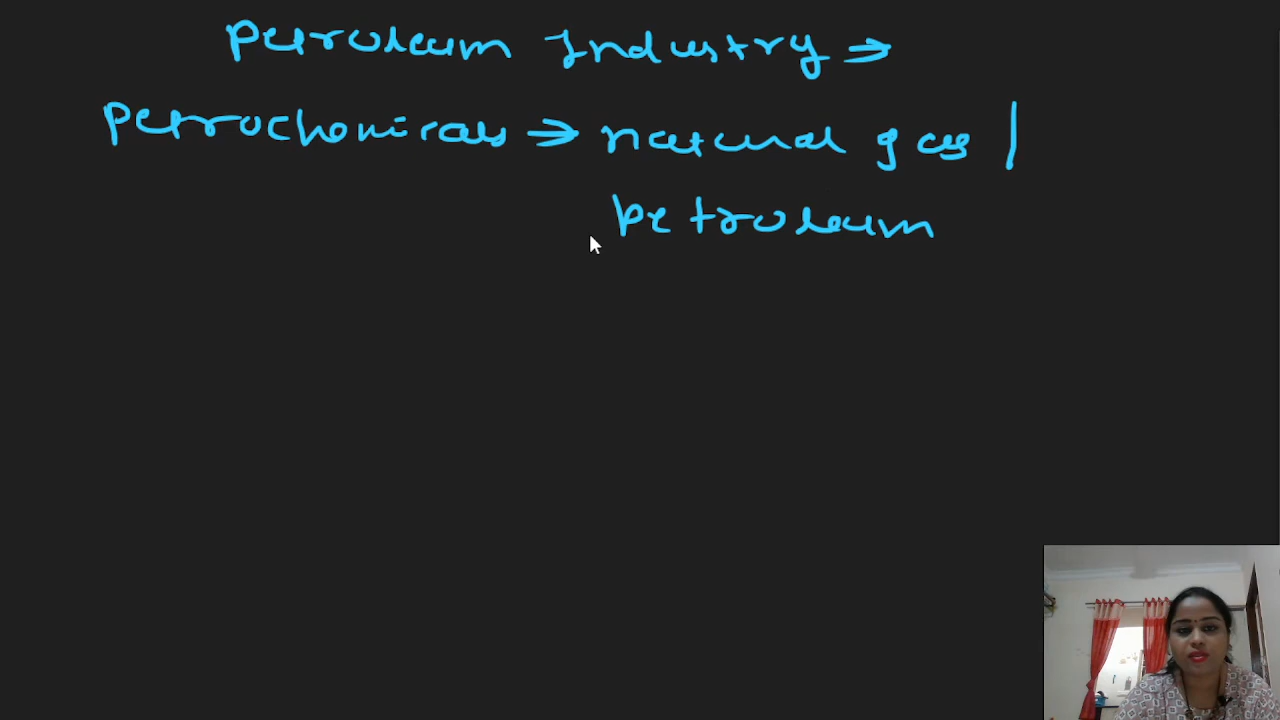 Petroleum Industry ⇒
Petrochemicals ⇒ natural gas |
petroleum